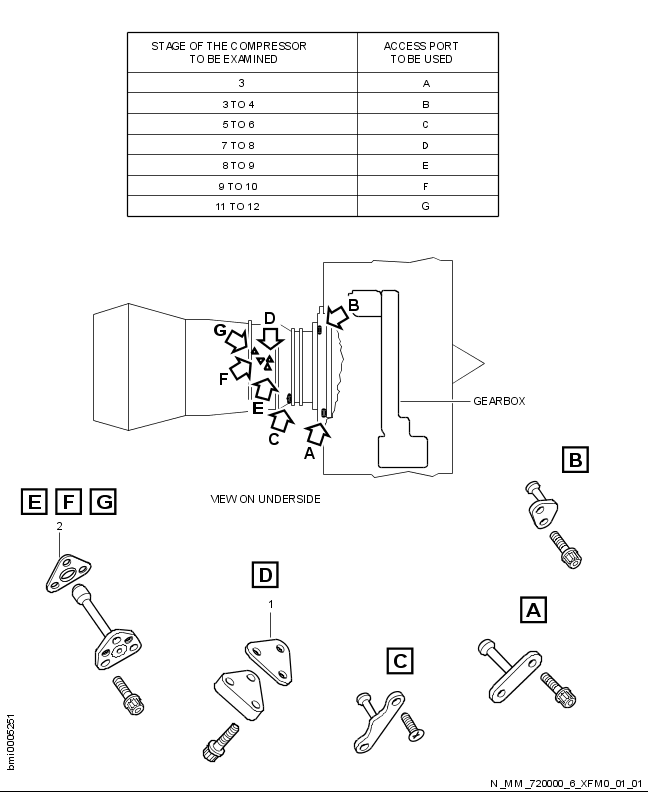 STAGE OF THE COMPRESSOR TO BE EXAMINED
ACCESS PORT TO BE USED
3 A
3 TO 4 B
5 TO 6 C
7 TO 8 D
8 TO 9 E
9 TO 10 F
11 TO 12 G
B
D
G
F
E
C
A
GEARBOX
VIEW ON UNDERSIDE
B
E F G
2
D
1
A
C
bmi0006251
N_MM_720000_6_XFM0_01_01